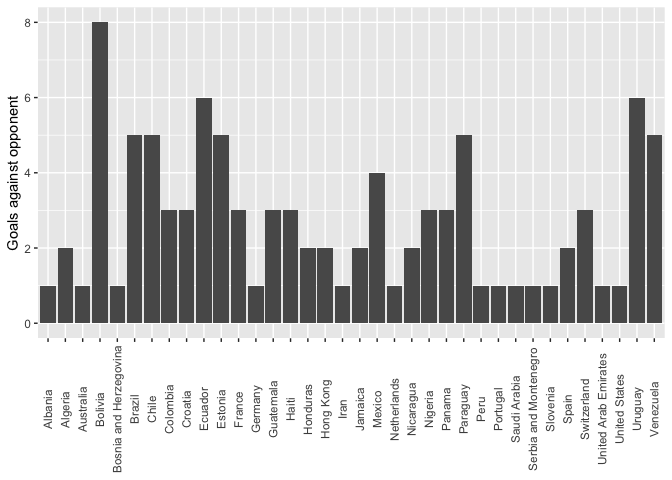 Goals against opponent
8
6
4
2
0
Albania
Algeria
Australia
Bolivia
Bosnia and Herzegovina
Brazil
Chile
Colombia
Croatia
Ecuador
Estonia
France
Germany
Guatemala
Haiti
Honduras
Hong Kong
Iran
Jamaica
Mexico
Netherlands
Nicaragua
Nigeria
Panama
Paraguay
Peru
Portugal
Saudi Arabia
Serbia and Montenegro
Slovenia
Spain
Switzerland
United Arab Emirates
United States
Uruguay
Venezuela